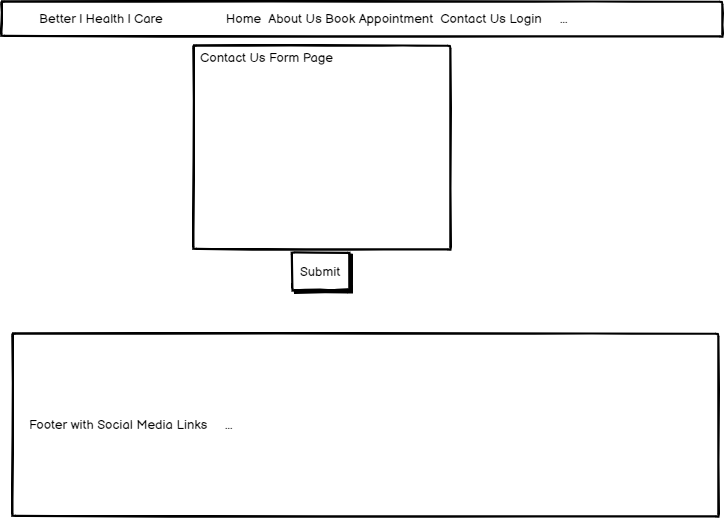 Better | Health | Care Home About Us Book Appointment Contact Us Login ...
Contact Us Form Page
Submit
Footer with Social Media Links ...